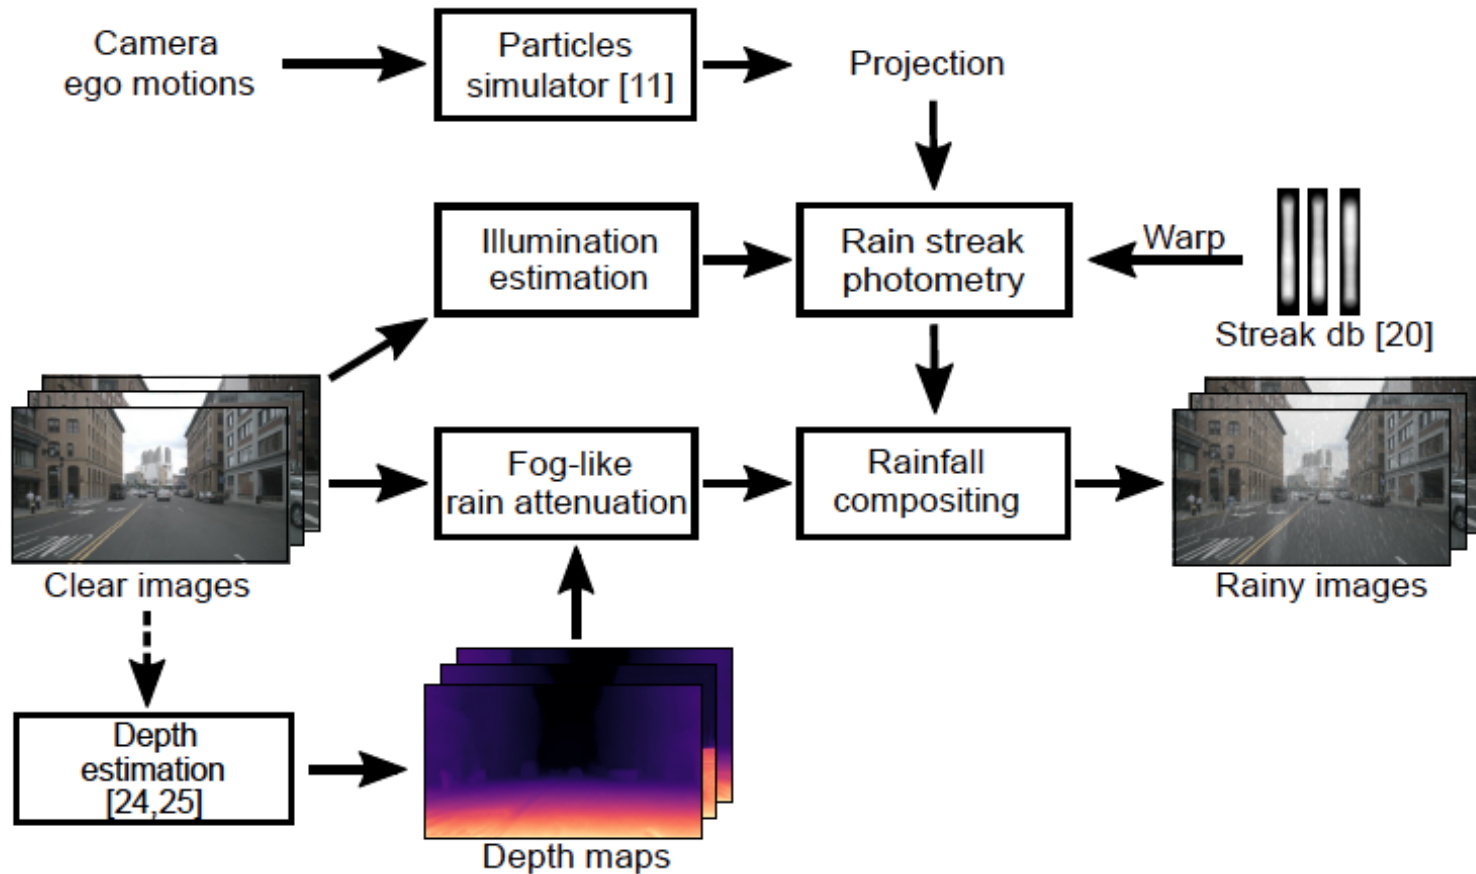 Camera
ego motions
Particles
simulator [11]
Projection
Illumination
estimation
Rain streak
photometry
Warp
Streak db [20]
Clear images
Fog-like
rain attenuation
Rainfall
compositing
Rainy images
Depth
estimation
[24,25]
Depth maps